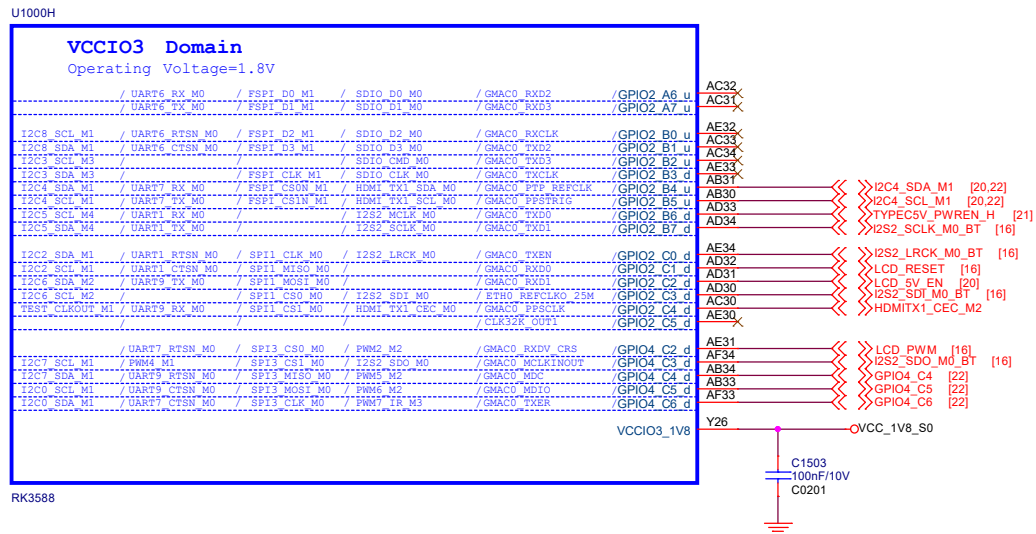 U1000H
VCCIO3 Domain
Operating Voltage=1.8V
/ UART6_RX_M0 / FSPI_D0_M1 / SDIO_D0_M0 /GMAC0_RXD2 /GPIO2_A6_u AC32
/ UART6_TX_M0 / FSPI_D1_M1 / SDIO_D1_M0 /GMAC0_RXD3 /GPIO2_A7_u AC31
I2C8_SCL_M1 / UART6_RTSN_M0 / FSPI_D2_M1 / SDIO_D2_M0 /GMAC0_RXCLK /GPIO2_B0_u AE32
I2C8_SDA_M1 / UART6_CTSN_M0 / FSPI_D3_M1 / SDIO_D3_M0 /GMAC0_TXD2 /GPIO2_B1_u AC33
I2C3_SCL_M3 / / SDIO_CMD_M0 /GMAC0_TXD3 /GPIO2_B2_u AC34
I2C3_SDA_M3 / / FSPI_CLK_M1 / SDIO_CLK_M0 /GMAC0_TXCLK /GPIO2_B3_d AE33
I2C4_SDA_M1 / UART7_RX_M0 / FSPI_CS0N_M1 / HDMI_TX1_SDA_M0 /GMAC0_PTP_REFCLK /GPIO2_B4_u AB31 I2C4_SDA_M1 [20,22]
I2C4_SCL_M1 / UART7_TX_M0 / FSPI_CS1N_M1 / HDMI_TX1_SCL_M0 /GMAC0_PPSTRIG /GPIO2_B5_u AB30 I2C4_SCL_M1 [20,22]
I2C5_SCL_M4 / UART1_RX_M0 / / I2S2_MCLK_M0 /GMAC0_TXD0 /GPIO2_B6_d AD33 TYPEC5V_PWREN_H [21]
I2C5_SDA_M4 / UART1_TX_M0 / / I2S2_SCLK_M0 /GMAC0_TXD1 /GPIO2_B7_d AD34 I2S2_SCLK_M0_BT [16]
I2C2_SDA_M1 / UART1_RTSN_M0 / SPI1_CLK_M0 / I2S2_LRCK_M0 /GMAC0_TXEN /GPIO2_C0_d AE34 I2S2_LRCK_M0_BT [16]
I2C2_SCL_M1 / UART1_CTSN_M0 / SPI1_MISO_M0 / /GMAC0_RXD0 /GPIO2_C1_d AD32 LCD_RESET [16]
I2C6_SDA_M2 / UART9_TX_M0 / SPI1_MOSI_M0 / /GMAC0_RXD1 /GPIO2_C2_d AD31 LCD_5V_EN [20]
I2C6_SCL_M2 / / SPI1_CS0_M0 / I2S2_SDI_M0 /ETH0_REFCLKO_25M /GPIO2_C3_d AD30 I2S2_SDI_M0_BT [16]
TEST_CLKOUT_M1 / UART9_RX_M0 / SPI1_CS1_M0 / HDMI_TX1_CEC_M0 /GMAC0_PPSCLK /GPIO2_C4_d AC30 HDMITX1_CEC_M2
/ / / /CLK32K_OUT1 /GPIO2_C5_d AE30
/UART7_RTSN_M0 / SPI3_CS0_M0 / PWM2_M2 /GMAC0_RXDV_CRS /GPIO4_C2_d AE31 LCD_PWM [16]
I2C7_SCL_M1 /PWM4_M1 / SPI3_CS1_M0 / I2S2_SDO_M0 /GMAC0_MCLKINOUT /GPIO4_C3_d AF34 I2S2_SDO_M0_BT [16]
I2C7_SDA_M1 /UART9_RTSN_M0 / SPI3_MISO_M0 / PWM5_M2 /GMAC0_MDC /GPIO4_C4_d AB34 GPIO4_C4 [22]
I2C0_SCL_M1 /UART9_CTSN_M0 / SPI3_MOSI_M0 / PWM6_M2 /GMAC0_MDIO /GPIO4_C5_d AB33 GPIO4_C5 [22]
I2C0_SDA_M1 /UART7_CTSN_M0 / SPI3_CLK_M0 / PWM7_IR_M3 /GMAC0_TXER /GPIO4_C6_d AF33 GPIO4_C6 [22]
VCCIO3_1V8 Y26 VCC_1V8_S0
C1503
100nF/10V
C0201
RK3588